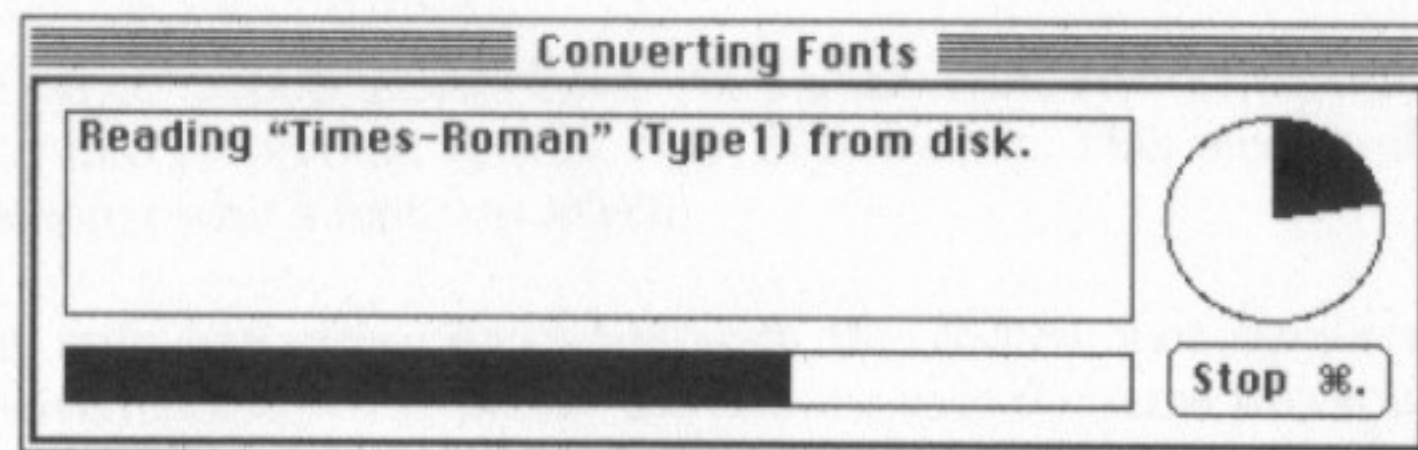 Converting Fonts
Reading “Times-Roman” (Type1) from disk.
Stop ⌘.